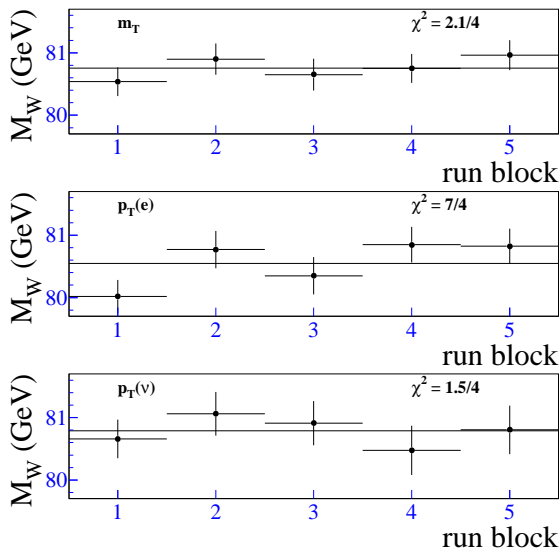 m_T χ² = 2.1/4
M_W (GeV)
81
80
1 2 3 4 5
run block
p_T(e) χ² = 7/4
M_W (GeV)
81
80
1 2 3 4 5
run block
p_T(ν) χ² = 1.5/4
M_W (GeV)
81
80
1 2 3 4 5
run block